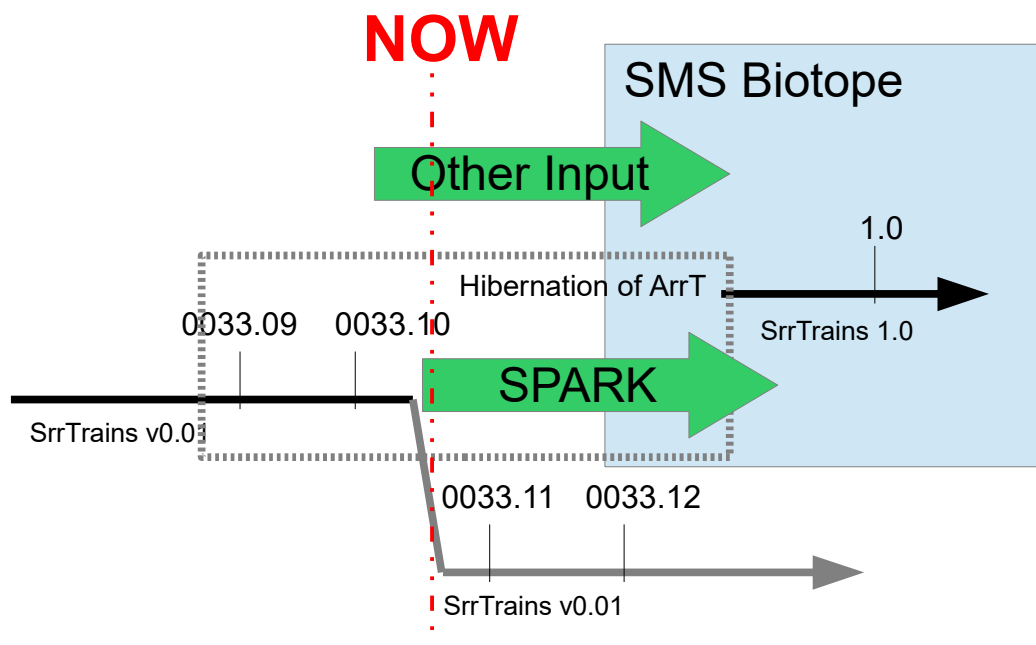 NOW
SMS Biotope
Other Input
1.0
Hibernation of ArrT
0033.09
0033.10
SrrTrains 1.0
SPARK
SrrTrains v0.01
0033.11
0033.12
SrrTrains v0.01